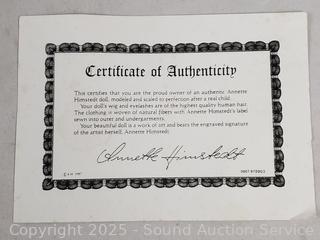 Certificate of Authenticity
This certifies that you are the proud owner of an authentic Annette
Himstedt doll, modeled and scaled to perfection after a real child.
Your doll's wig and eyelashes are of the highest quality human hair.
The clothing is woven of natural fibers with Annette Himstedt's label
sewn into outer and undergarments.
Your beautiful doll is a work of art and bears the engraved signature
of the artist herself, Annette Himstedt.
Annette Himstedt
Copyright 2025 - Sound Auction Service